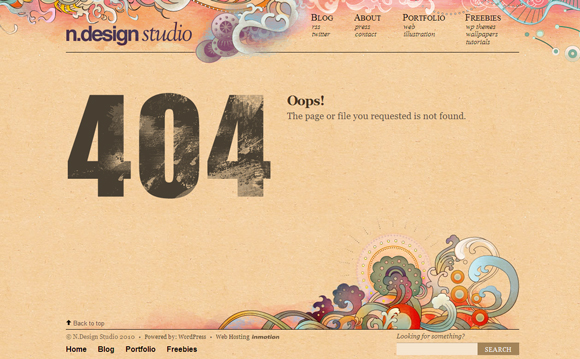 n.design studio
Blog About Portfolio Freebies
rss press web wp themes
twitter contact illustration wallpapers
tutorials
404
Oops!
The page or file you requested is not found.
Back to top
© N.Design Studio 2010 • Powered by: WordPress • Web Hosting inmotion
Looking for something?
Home Blog Portfolio Freebies
SEARCH